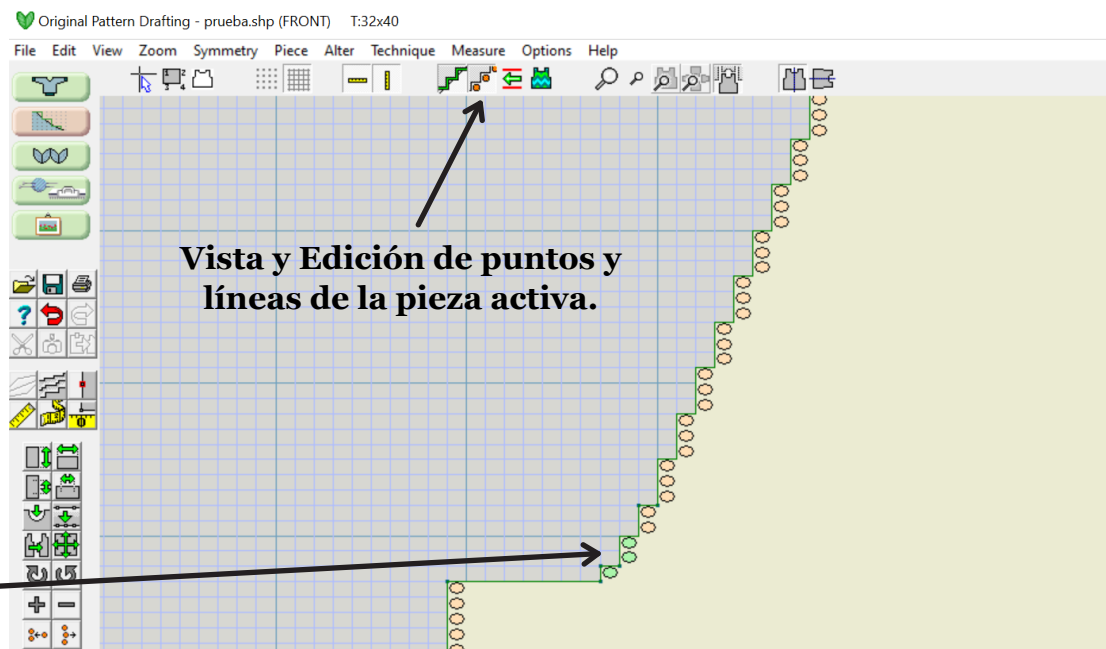 Original Pattern Drafting - prueba.shp (FRONT) T:32x40
File Edit View Zoom Symmetry Piece Alter Technique Measure Options Help
Vista y Edición de puntos y
líneas de la pieza activa.